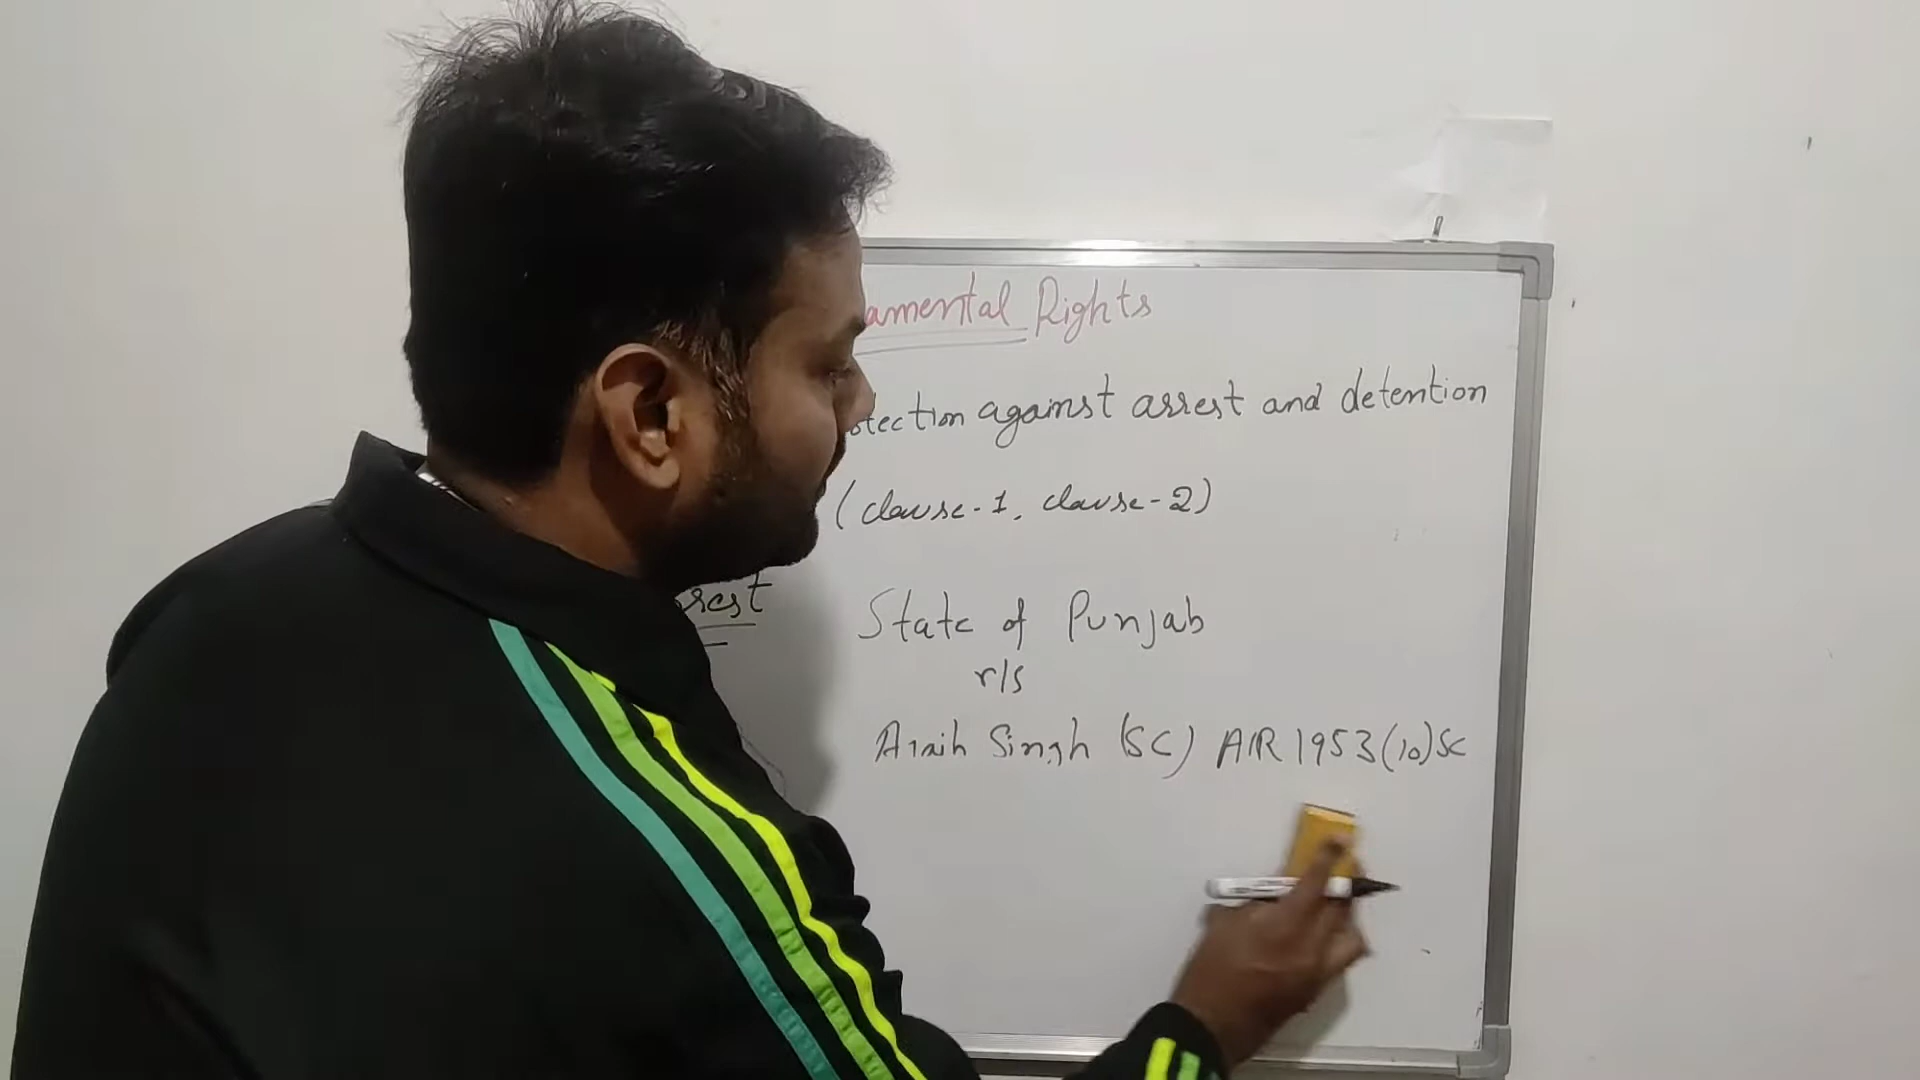 amental Rights
otection against arrest and detention
(clause-1, clause-2)
rest
State of Punjab
v/s
Singh (SC) AIR 1953 (10) SC